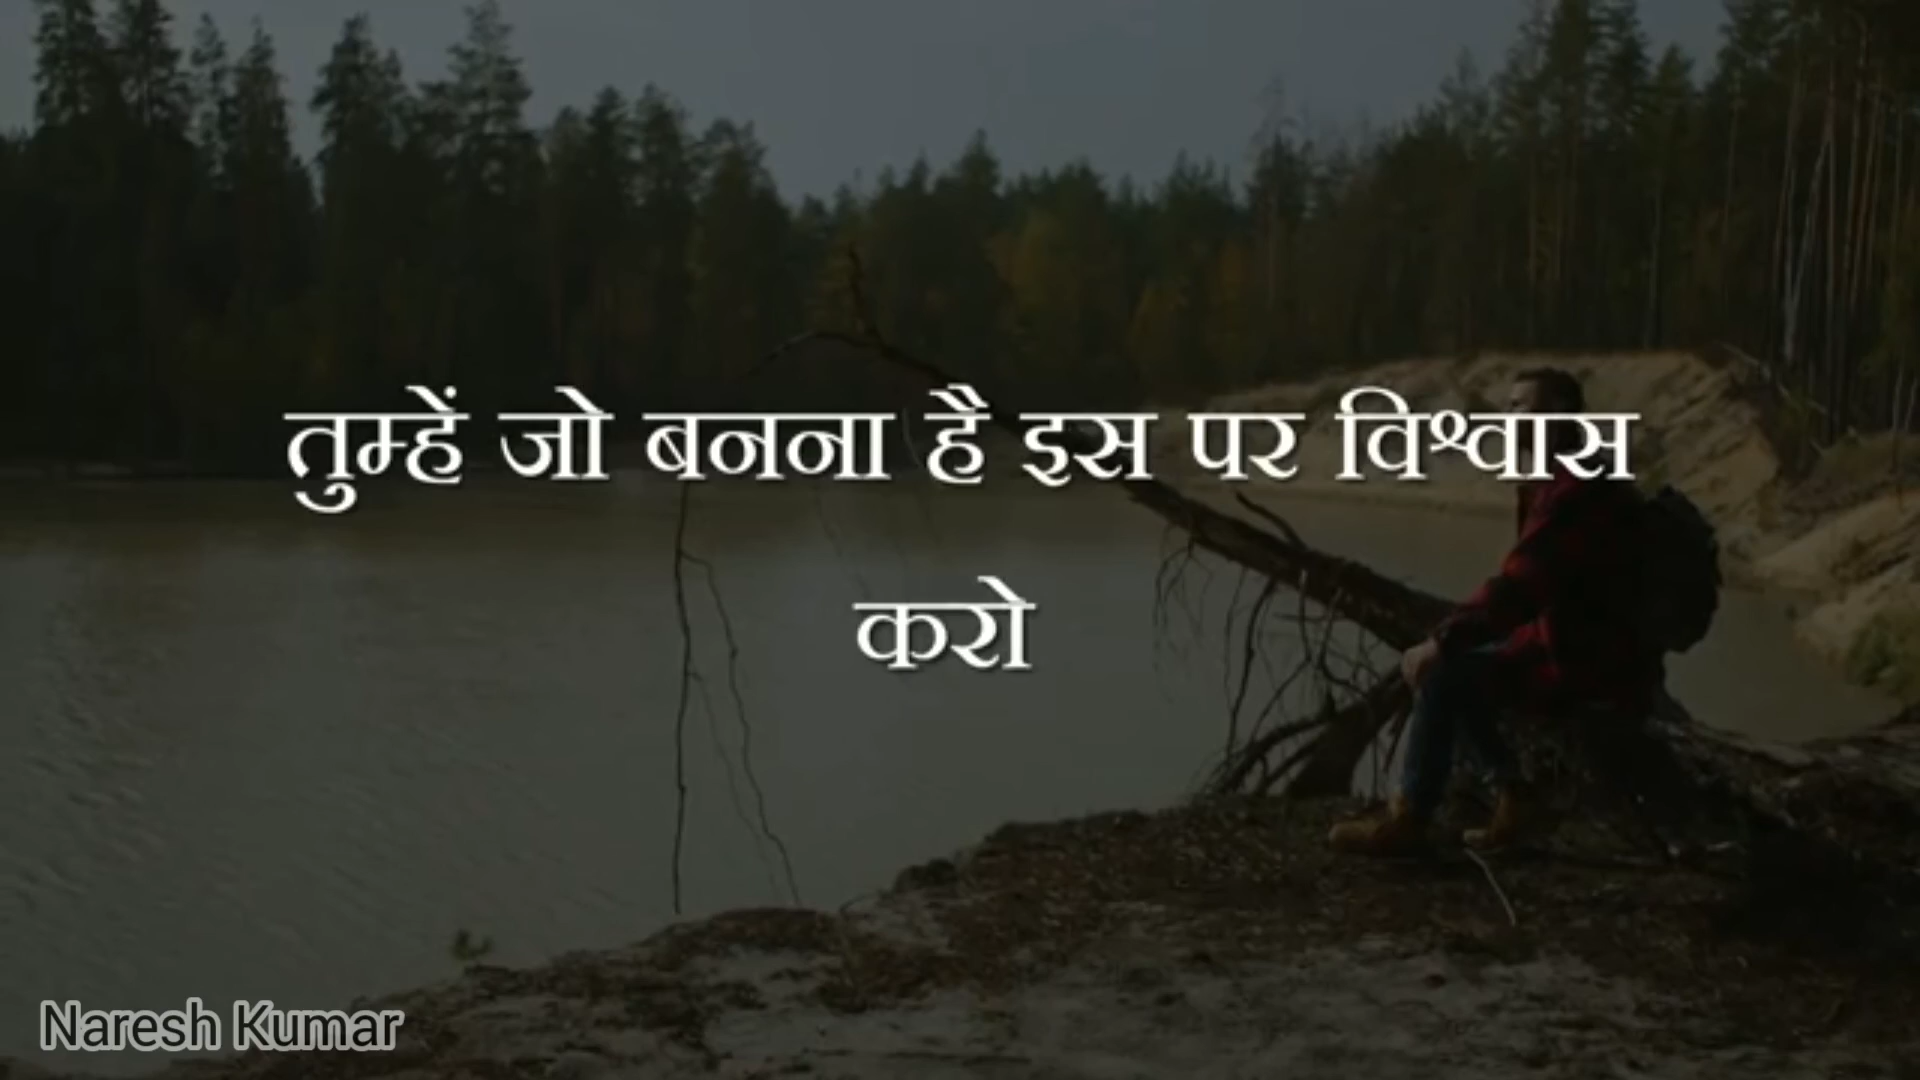 तुम्हें जो बनना है इस पर विश्वास
करो
Naresh Kumar